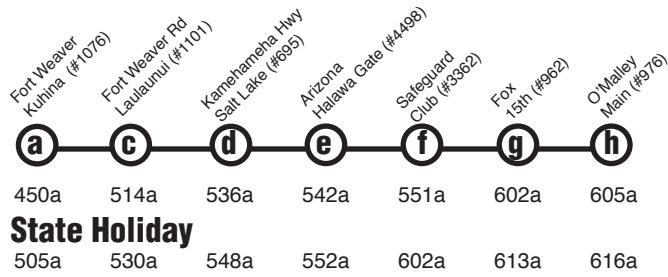 Fort Weaver
Kuhina (#1076)
Fort Weaver Rd
Laulaunui (#1101)
Kamehameha Hwy
Salt Lake (#695)
Arizona
Halawa Gate (#4498)
Safeguard
Club (#3362)
Fox
15th (#962)
O'Malley
Main (#976)
a c d e f g h
450a 514a 536a 542a 551a 602a 605a
State Holiday
505a 530a 548a 552a 602a 613a 616a